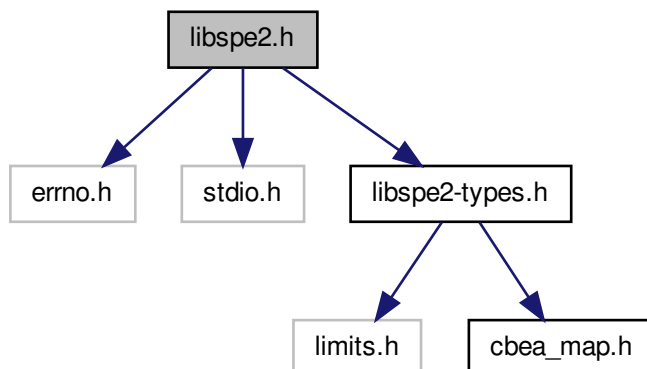 libspe2.h
errno.h
stdio.h
libspe2-types.h
limits.h
cbea_map.h